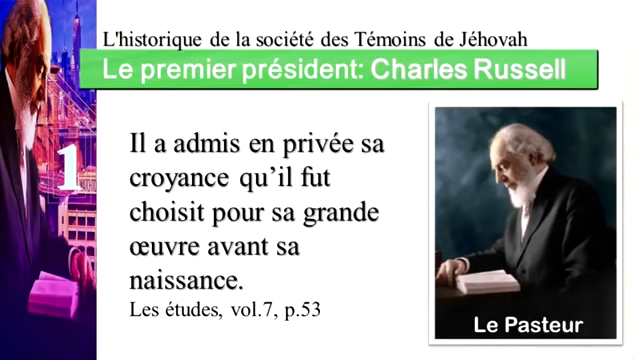 L'historique de la société des Témoins de Jéhovah
Le premier président: Charles Russell
1
Il a admis en privée sa
croyance qu'il fut
choisit pour sa grande
œuvre avant sa
naissance.
Les études, vol.7, p.53
Le Pasteur